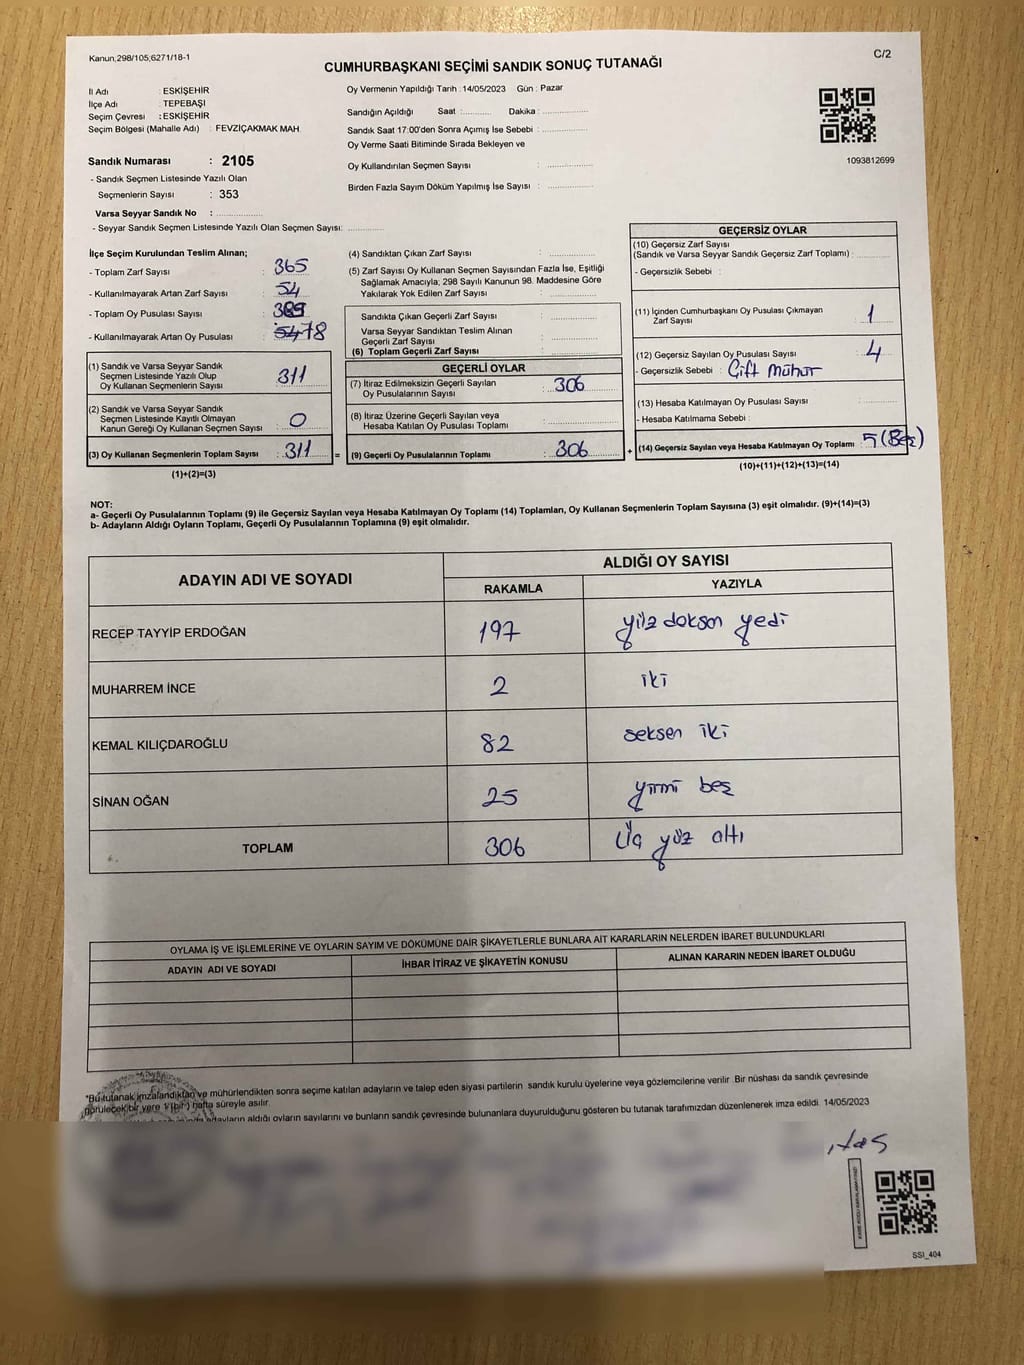 Kanun;298/105;6271/18-1
C/2
CUMHURBAŞKANI SEÇİMİ SANDIK SONUÇ TUTANAĞI
İl Adı : ESKİŞEHİR
İlçe Adı : TEPEBAŞI
Seçim Çevresi : ESKİŞEHİR
Seçim Bölgesi (Mahalle Adı) : FEVZİÇAKMAK MAH.
Sandık Numarası : 2105
- Sandık Seçmen Listesinde Yazılı Olan
Seçmenlerin Sayısı : 353
Varsa Seyyar Sandık No : ....................
- Seyyar Sandık Seçmen Listesinde Yazılı Olan Seçmen Sayısı: ...............
Oy Vermenin Yapıldığı Tarih : 14/05/2023 Gün : Pazar
Sandığın Açıldığı Saat :............ Dakika : ..................
Sandık Saat 17:00'den Sonra Açımış İse Sebebi : ..................
Oy Verme Saati Bitiminde Sırada Bekleyen ve
Oy Kullandırılan Seçmen Sayısı : ..................
Birden Fazla Sayım Döküm Yapılmış İse Sayısı : ..................
1093812699
İlçe Seçim Kurulundan Teslim Alınan;
- Toplam Zarf Sayısı : 365
- Kullanılmayarak Artan Zarf Sayısı : 54
- Toplam Oy Pusulası Sayısı :
- Kullanılmayarak Artan Oy Pusulası : 78
(1) Sandık ve Varsa Seyyar Sandık
Seçmen Listesinde Yazılı Olup
Oy Kullanan Seçmenlerin Sayısı : 311
(2) Sandık ve Varsa Seyyar Sandık
Seçmen Listesinde Kayıtlı Olmayan
Kanun Gereği Oy Kullanan Seçmen Sayısı : 0
(3) Oy Kullanan Seçmenlerin Toplam Sayısı : 311 =
(1)+(2)=(3)
(4) Sandıktan Çıkan Zarf Sayısı : ..................
(5) Zarf Sayısı Oy Kullanan Seçmen Sayısından Fazla İse, Eşitliği
Sağlamak Amacıyla; 298 Sayılı Kanunun 98. Maddesine Göre
Yakılarak Yok Edilen Zarf Sayısı : ..................
Sandıkta Çıkan Geçerli Zarf Sayısı : ..................
Varsa Seyyar Sandıktan Teslim Alınan
Geçerli Zarf Sayısı : ..................
(6) Toplam Geçerli Zarf Sayısı : ..................
GEÇERLİ OYLAR
(7) İtiraz Edilmeksizin Geçerli Sayılan
Oy Pusulalarının Sayısı : 306
(8) İtiraz Üzerine Geçerli Sayılan veya
Hesaba Katılan Oy Pusulası Toplamı : ..................
(9) Geçerli Oy Pusulalarının Toplamı : 306 +
GEÇERSİZ OYLAR
(10) Geçersiz Zarf Sayısı
(Sandık ve Varsa Seyyar Sandık Geçersiz Zarf Toplamı) : ............
- Geçersizlik Sebebi :
(11) İçinden Cumhurbaşkanı Oy Pusulası Çıkmayan
Zarf Sayısı : 1
(12) Geçersiz Sayılan Oy Pusulası Sayısı : 4
- Geçersizlik Sebebi : Çift Mühür
(13) Hesaba Katılmayan Oy Pusulası Sayısı : ............
- Hesaba Katılmama Sebebi :
(14) Geçersiz Sayılan veya Hesaba Katılmayan Oy Toplamı : 5 (Beş)
(10)+(11)+(12)+(13)=(14)
NOT:
a- Geçerli Oy Pusulalarının Toplamı (9) ile Geçersiz Sayılan veya Hesaba Katılmayan Oy Toplamı (14) Toplamları, Oy Kullanan Seçmenlerin Toplam Sayısına (3) eşit olmalıdır. (9)+(14)=(3)
b- Adayların Aldığı Oyların Toplamı, Geçerli Oy Pusulalarının Toplamına (9) eşit olmalıdır.
ADAYIN ADI VE SOYADI
ALDIĞI OY SAYISI
RAKAMLA YAZIYLA
RECEP TAYYİP ERDOĞAN 197 yüz doksan yedi
MUHARREM İNCE 2 iki
KEMAL KILIÇDAROĞLU 82 seksen iki
SİNAN OĞAN 25 yirmi beş
TOPLAM 306 Üç yüz altı
OYLAMA İŞ VE İŞLEMLERİNE VE OYLARIN SAYIM VE DÖKÜMÜNE DAİR ŞİKAYETLERLE BUNLARA AİT KARARLARIN NELERDEN İBARET BULUNDUKLARI
ADAYIN ADI VE SOYADI İHBAR İTİRAZ VE ŞİKAYETİN KONUSU ALINAN KARARIN NEDEN İBARET OLDUĞU
*Bu tutanak imzalandıktan ve mühürlendikten sonra seçime katılan adayların ve talep eden siyasi partilerin sandık kurulu üyelerine veya gözlemcilerine verilir. Bir nüshası da sandık çevresinde
görülecek bir yere 1 (bir) hafta süreyle asılır.
adayların aldığı oyların sayılarını ve bunların sandık çevresinde bulunanlara duyurulduğunu gösteren bu tutanak tarafımızdan düzenlenerek imza edildi. 14/05/2023
SSI_404